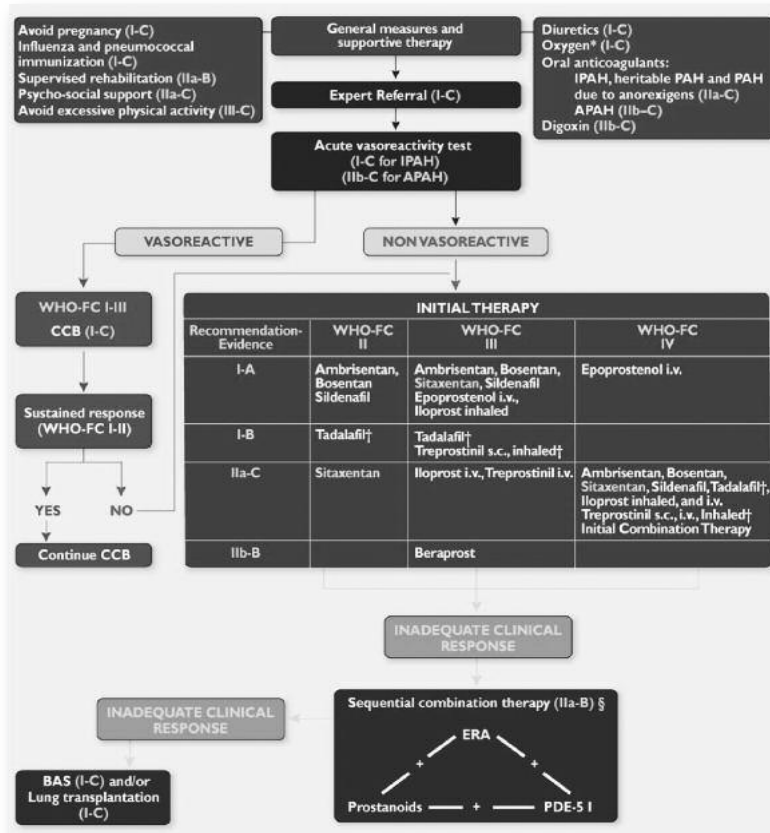 Avoid pregnancy (I-C)
Influenza and pneumococcal
immunization (I-C)
Supervised rehabilitation (IIa-B)
Psycho-social support (IIa-C)
Avoid excessive physical activity (III-C)
General measures and
supportive therapy
Diuretics (I-C)
Oxygen* (I-C)
Oral anticoagulants:
IPAH, heritable PAH and PAH
due to anorexigens (IIa-C)
APAH (IIb–C)
Digoxin (IIb-C)
Expert Referral (I-C)
Acute vasoreactivity test
(I-C for IPAH)
(IIb-C for APAH)
VASOREACTIVE
NON VASOREACTIVE
WHO-FC I-III
CCB (I-C)
Sustained response
(WHO-FC I-II)
YES
NO
Continue CCB
INITIAL THERAPY
Recommendation-
Evidence
WHO-FC
II
WHO-FC
III
WHO-FC
IV
I-A
Ambrisentan,
Bosentan
Sildenafil
Ambrisentan, Bosentan,
Sitaxentan, Sildenafil
Epoprostenol i.v.,
Iloprost inhaled
Epoprostenol i.v.
I-B
Tadalafil†
Tadalafil†
Treprostinil s.c., inhaled†
IIa-C
Sitaxentan
Iloprost i.v., Treprostinil i.v.
Ambrisentan, Bosentan,
Sitaxentan, Sildenafil, Tadalafil†,
Iloprost inhaled, and i.v.
Treprostinil s.c., i.v., Inhaled†
Initial Combination Therapy
IIb-B
Beraprost
INADEQUATE CLINICAL
RESPONSE
Sequential combination therapy (IIa-B) §
ERA
+ +
Prostanoids + PDE-5 I
INADEQUATE CLINICAL
RESPONSE
BAS (I-C) and/or
Lung transplantation
(I-C)